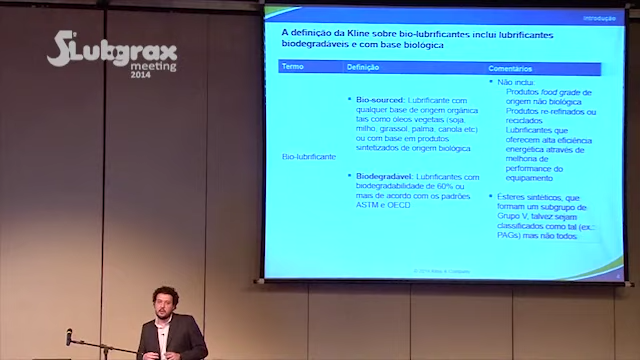 5º Lubgrax
meeting
2014
Introdução
A definição da Kline sobre bio-lubrificantes inclui lubrificantes
biodegradáveis e com base biológica
Termo
Definição
Comentários
Bio-lubrificante
Bio-sourced: Lubrificante com
qualquer base de origem orgânica
tais como óleos vegetais (soja,
milho, girassol, palma, canola etc)
ou com base em produtos
sintetizados de origem biológica
Biodegradável: Lubrificantes com
biodegradabilidade de 60% ou
mais de acordo com os padrões
ASTM e OECD
Não inclui:
Produtos food grade de
origem não biológica
Produtos re-refinados ou
reciclados
Lubrificantes que
oferecem alta eficiência
energética através de
melhoria de
performance do
equipamento
Ésteres sintéticos, que
formam um subgrupo de
Grupo V, talvez sejam
classificados como tal (ex.:
PAGs) mas não todos.
© 2014 Kline & Company